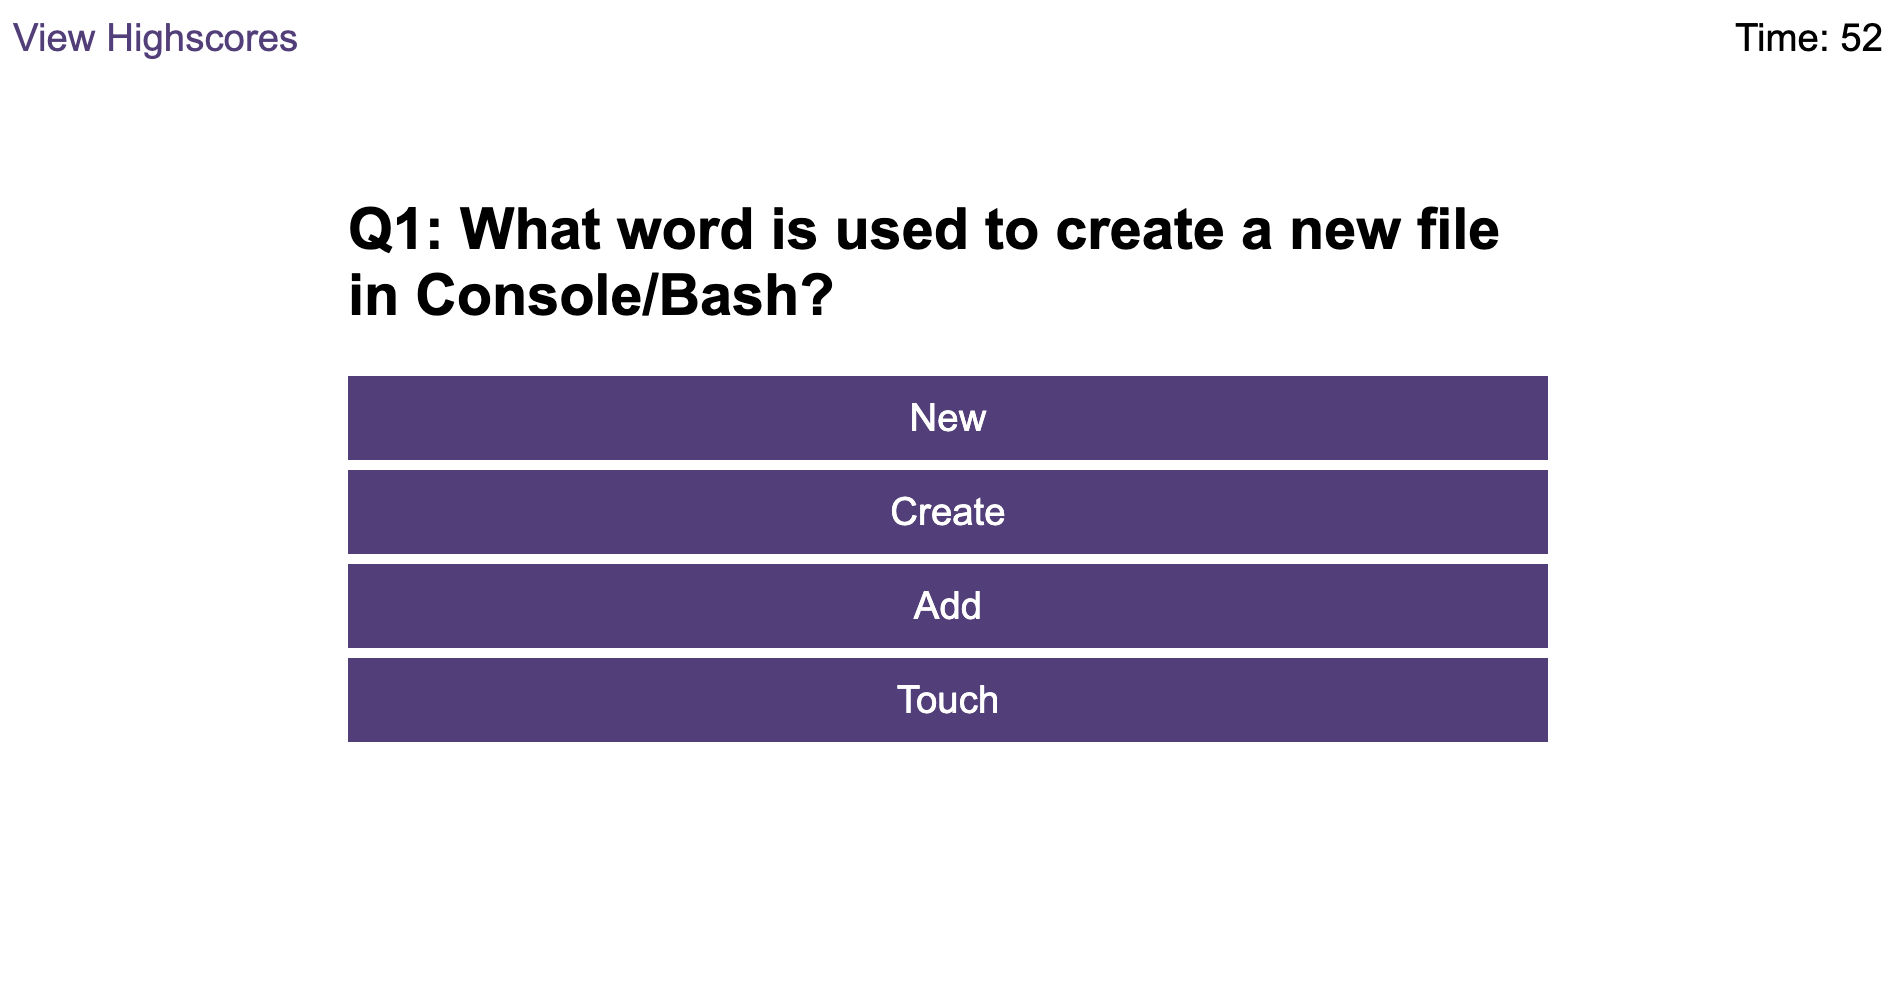 View Highscores
Time: 52
Q1: What word is used to create a new file
in Console/Bash?
New
Create
Add
Touch